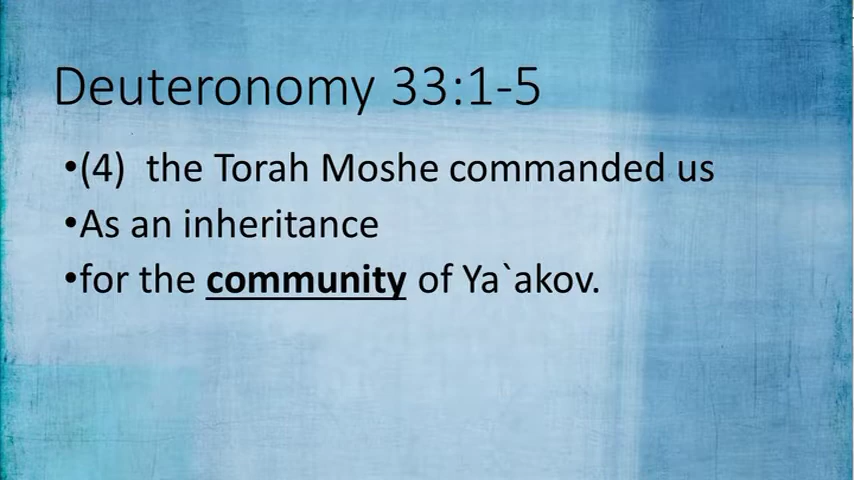 Deuteronomy 33:1-5
•(4)  the Torah Moshe commanded us
•As an inheritance
•for the community of Ya`akov.